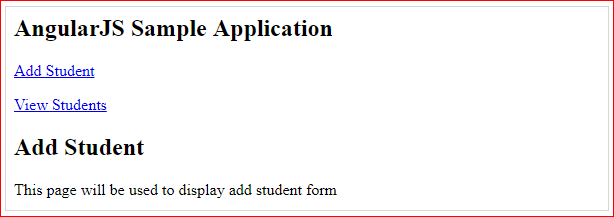 AngularJS Sample Application
Add Student
View Students
Add Student
This page will be used to display add student form